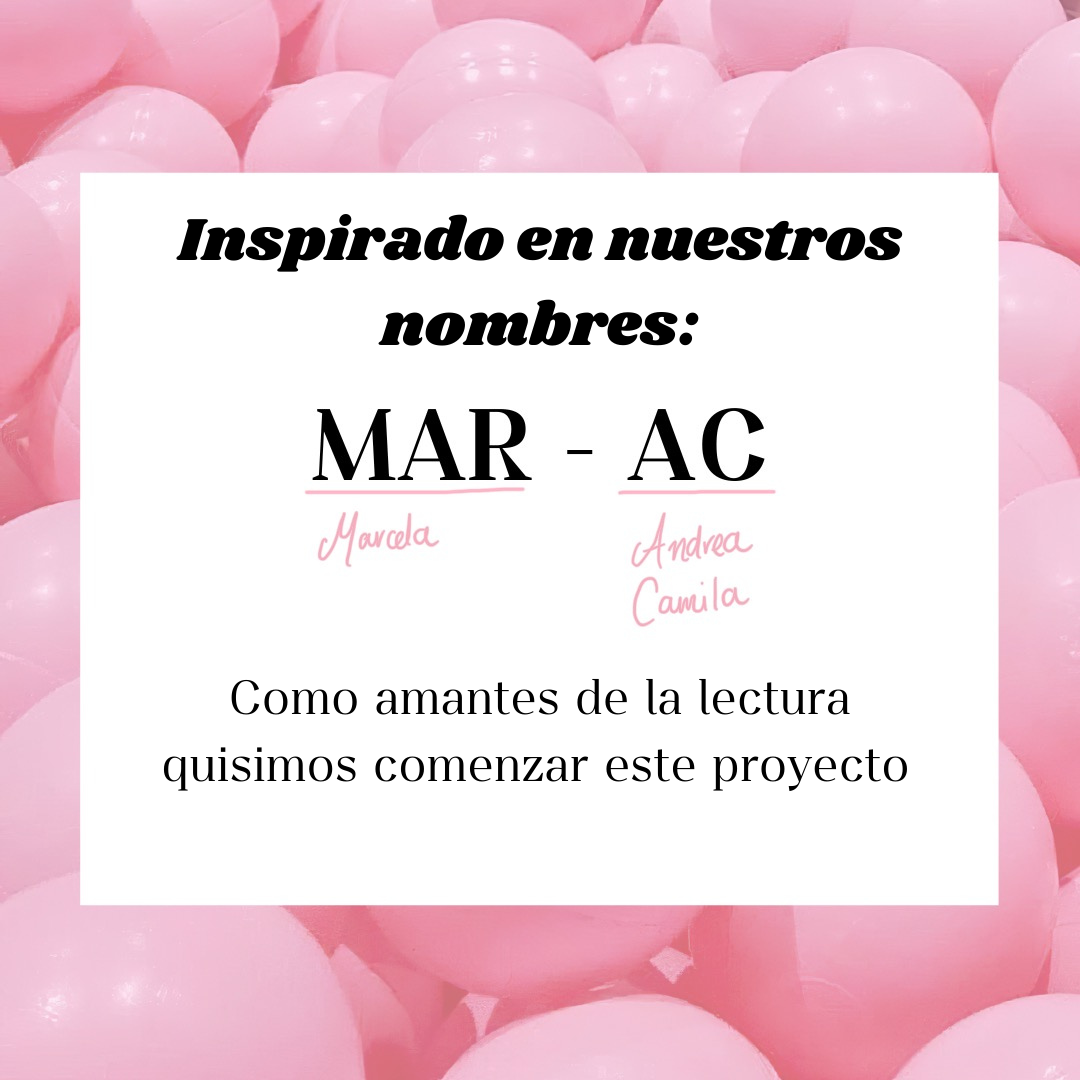 Inspirado en nuestros
nombres:
MAR - AC
Marcela
Andrea
Camila
Como amantes de la lectura
quisimos comenzar este proyecto